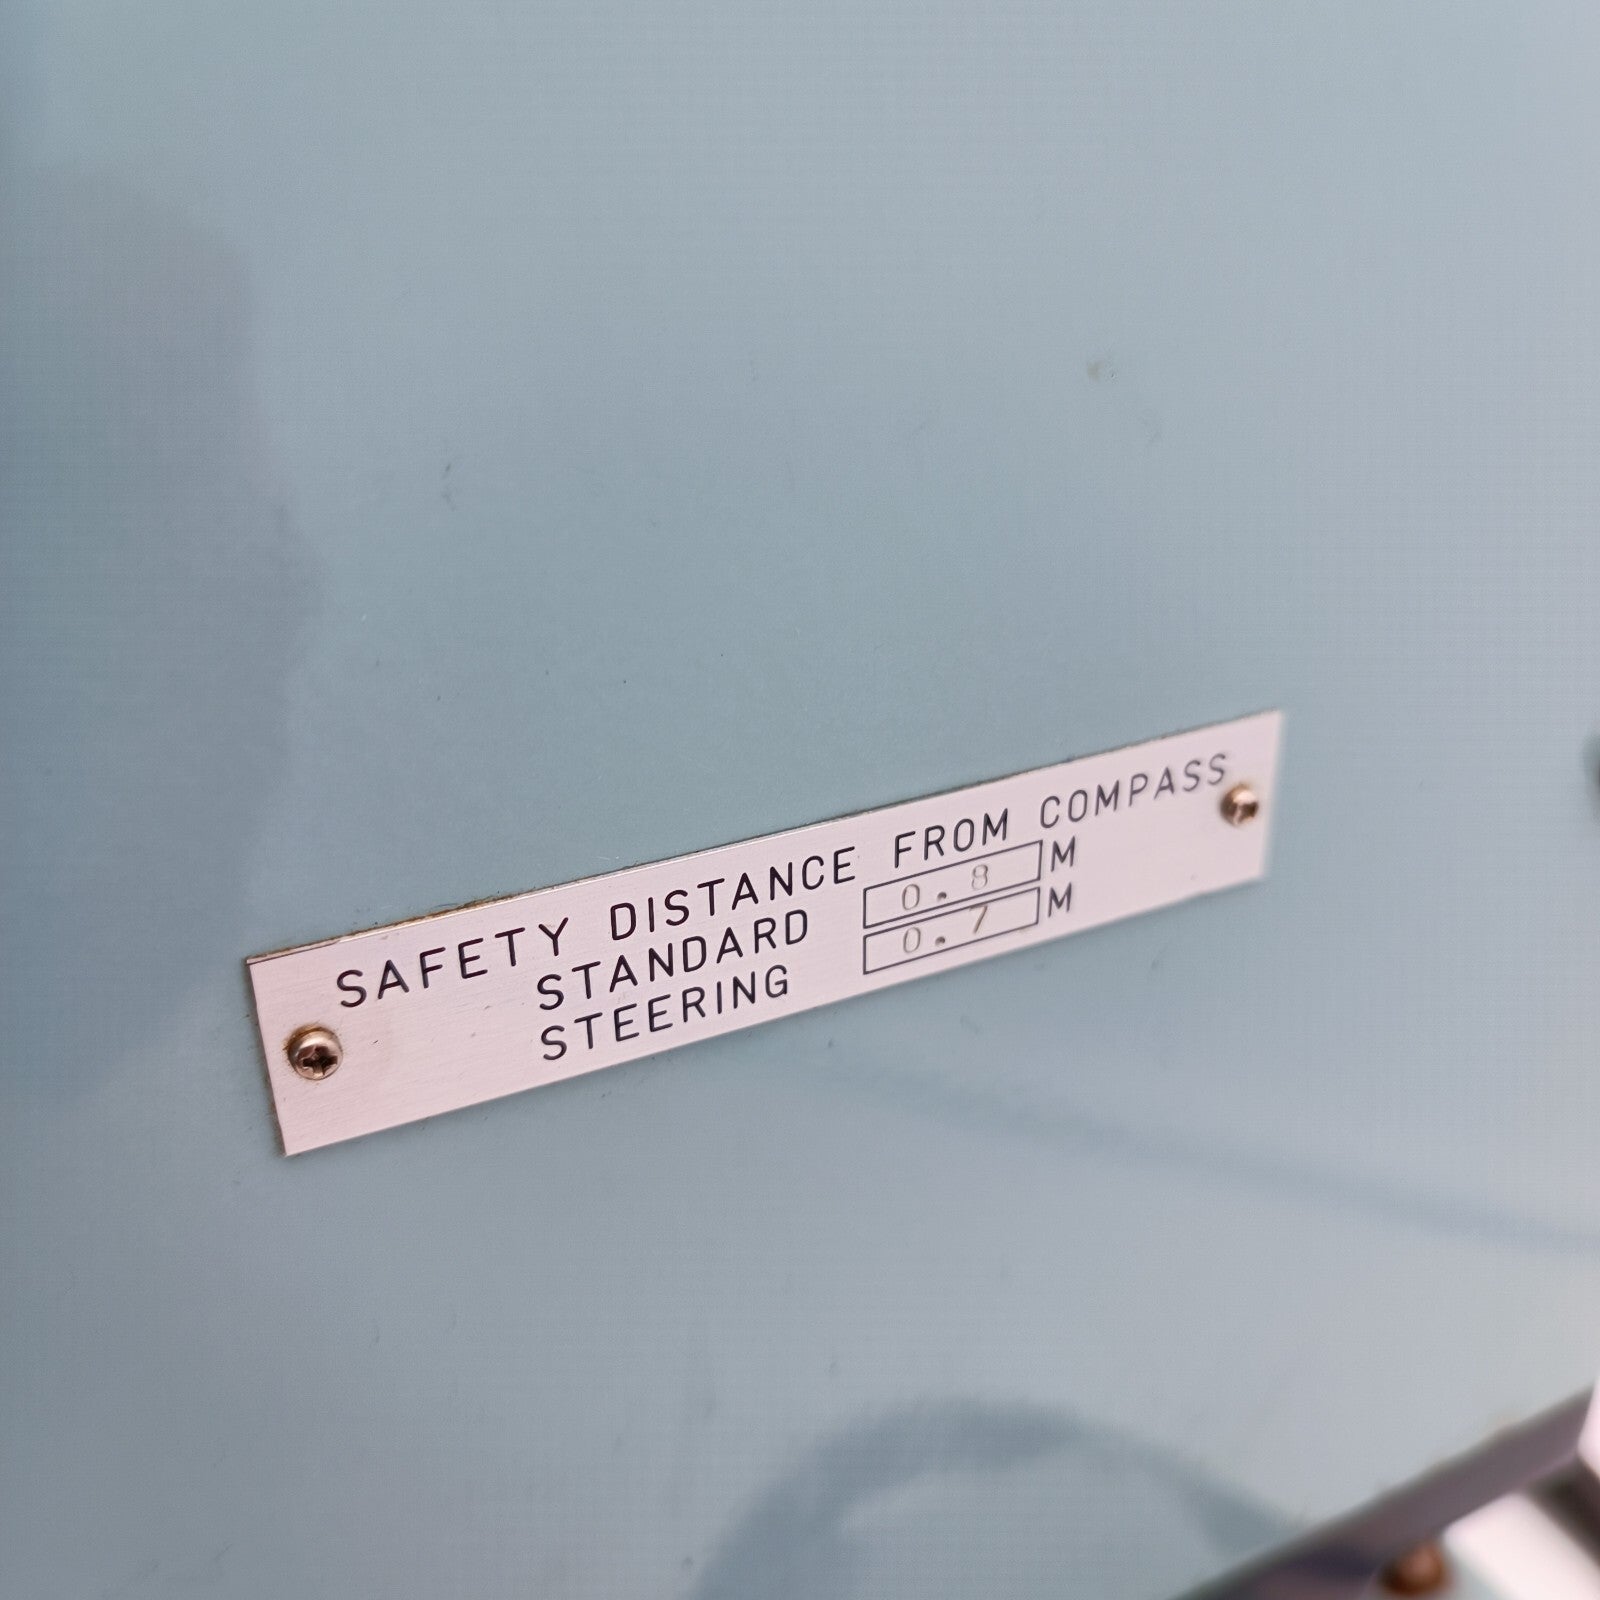 SAFETY DISTANCE FROM COMPASS
STANDARD 0.8 M
STEERING 0.7 M